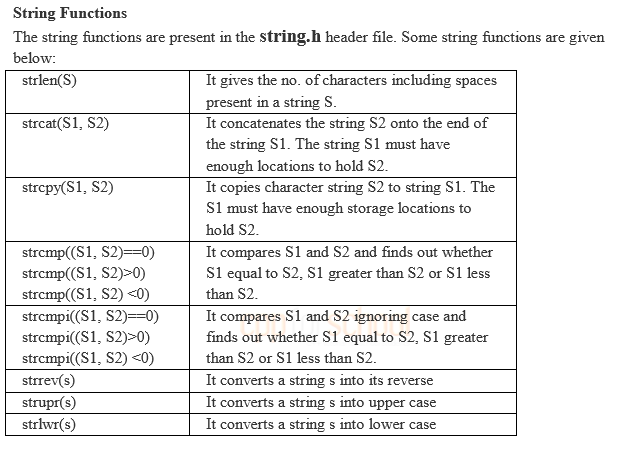 String Functions
The string functions are present in the string.h header file. Some string functions are given
below:
strlen(S) It gives the no. of characters including spaces
present in a string S.
strcat(S1, S2) It concatenates the string S2 onto the end of
the string S1. The string S1 must have
enough locations to hold S2.
strcpy(S1, S2) It copies character string S2 to string S1. The
S1 must have enough storage locations to
hold S2.
strcmp((S1, S2)==0) It compares S1 and S2 and finds out whether
strcmp((S1, S2)>0) S1 equal to S2, S1 greater than S2 or S1 less
strcmp((S1, S2) <0) than S2.
strcmpi((S1, S2)==0) It compares S1 and S2 ignoring case and
strcmpi((S1, S2)>0) finds out whether S1 equal to S2, S1 greater
strcmpi((S1, S2) <0) than S2 or S1 less than S2.
strrev(s) It converts a string s into its reverse
strupr(s) It converts a string s into upper case
strlwr(s) It converts a string s into lower case